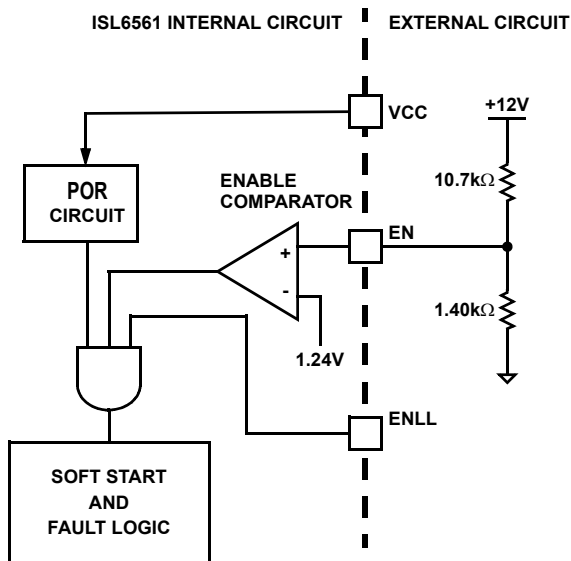 ISL6561 INTERNAL CIRCUIT
EXTERNAL CIRCUIT
VCC
+12V
POR
CIRCUIT
ENABLE
COMPARATOR
10.7kΩ
EN
+
-
1.24V
1.40kΩ
ENLL
SOFT START
AND
FAULT LOGIC